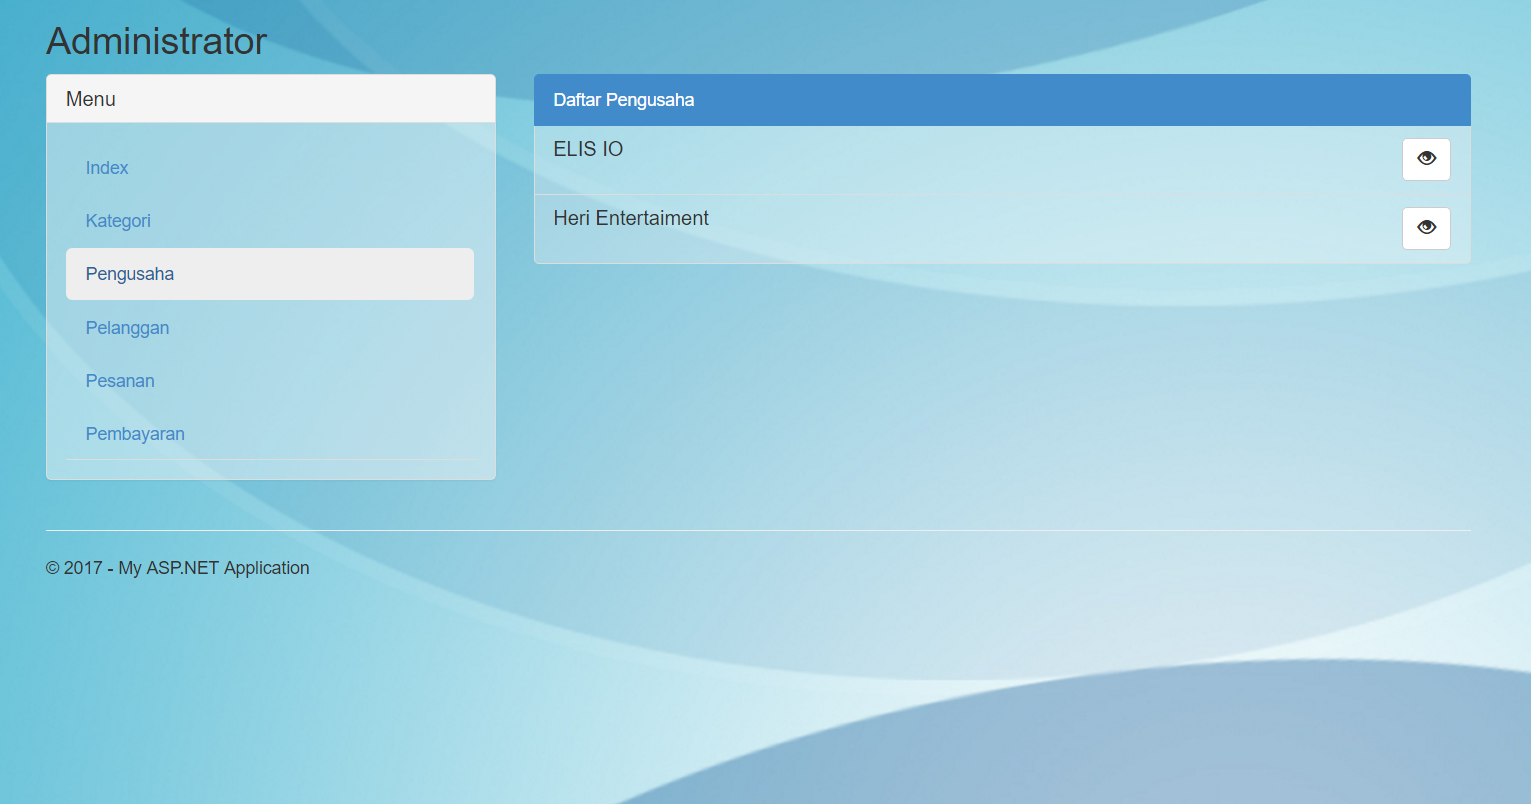 Administrator
Menu
Index
Kategori
Pengusaha
Pelanggan
Pesanan
Pembayaran
Daftar Pengusaha
ELIS IO
Heri Entertaiment
© 2017 - My ASP.NET Application